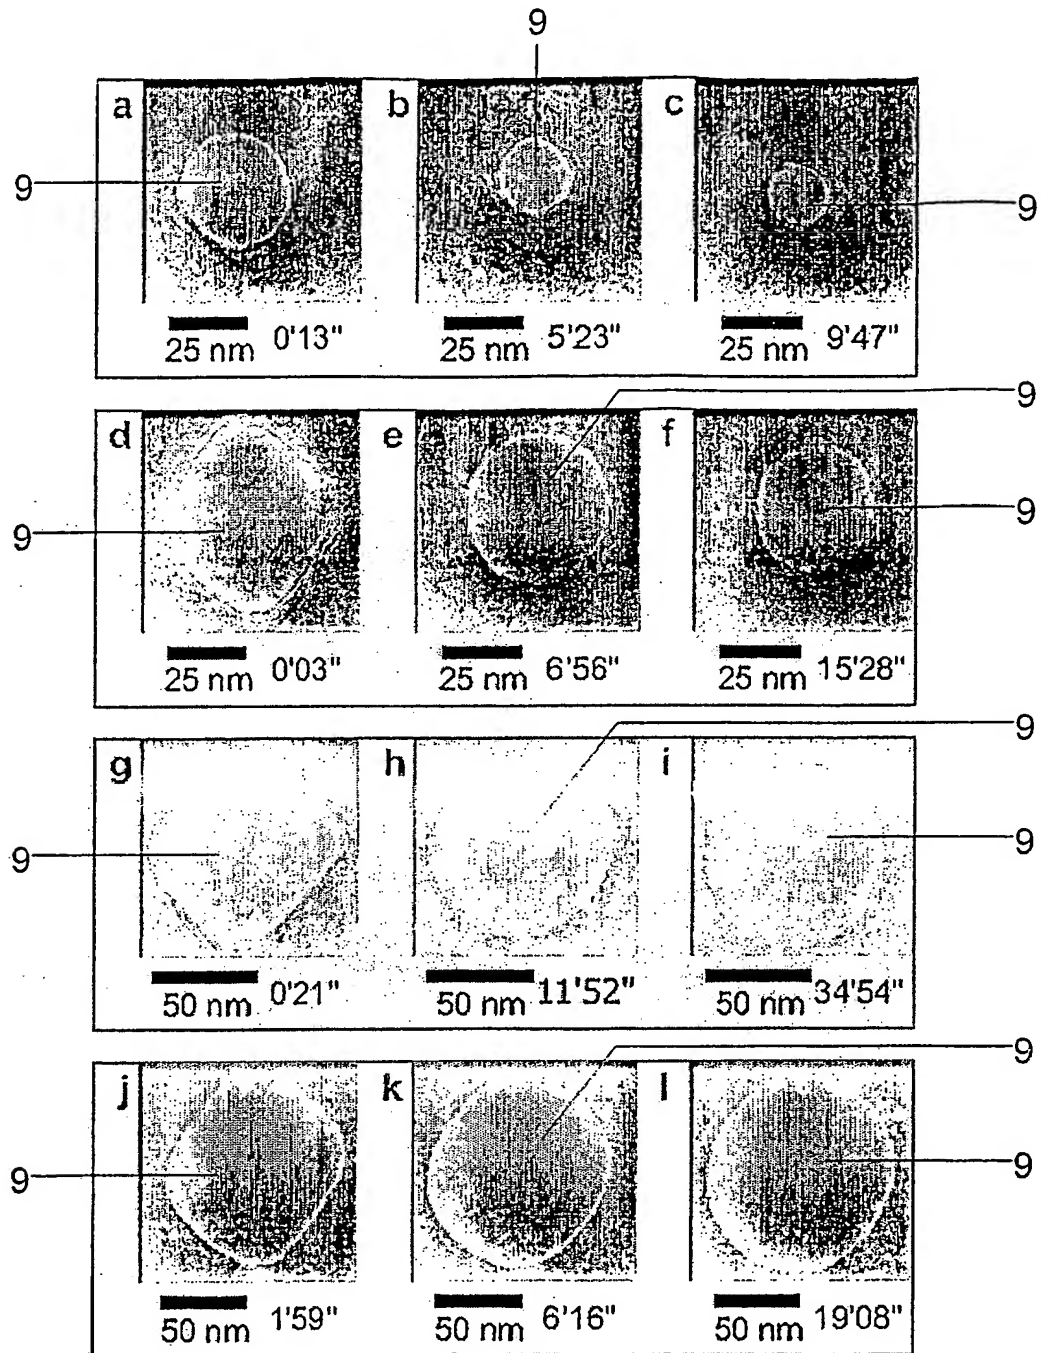 9
a b c
9 9
0'13" 5'23" 9'47"
25 nm 25 nm 25 nm
9
d e f
9 9
0'03" 6'56" 15'28"
25 nm 25 nm 25 nm
9
g h i
9 9
0'21" 11'52" 34'54"
50 nm 50 nm 50 nm
9
j k l
9 9
1'59" 6'16" 19'08"
50 nm 50 nm 50 nm